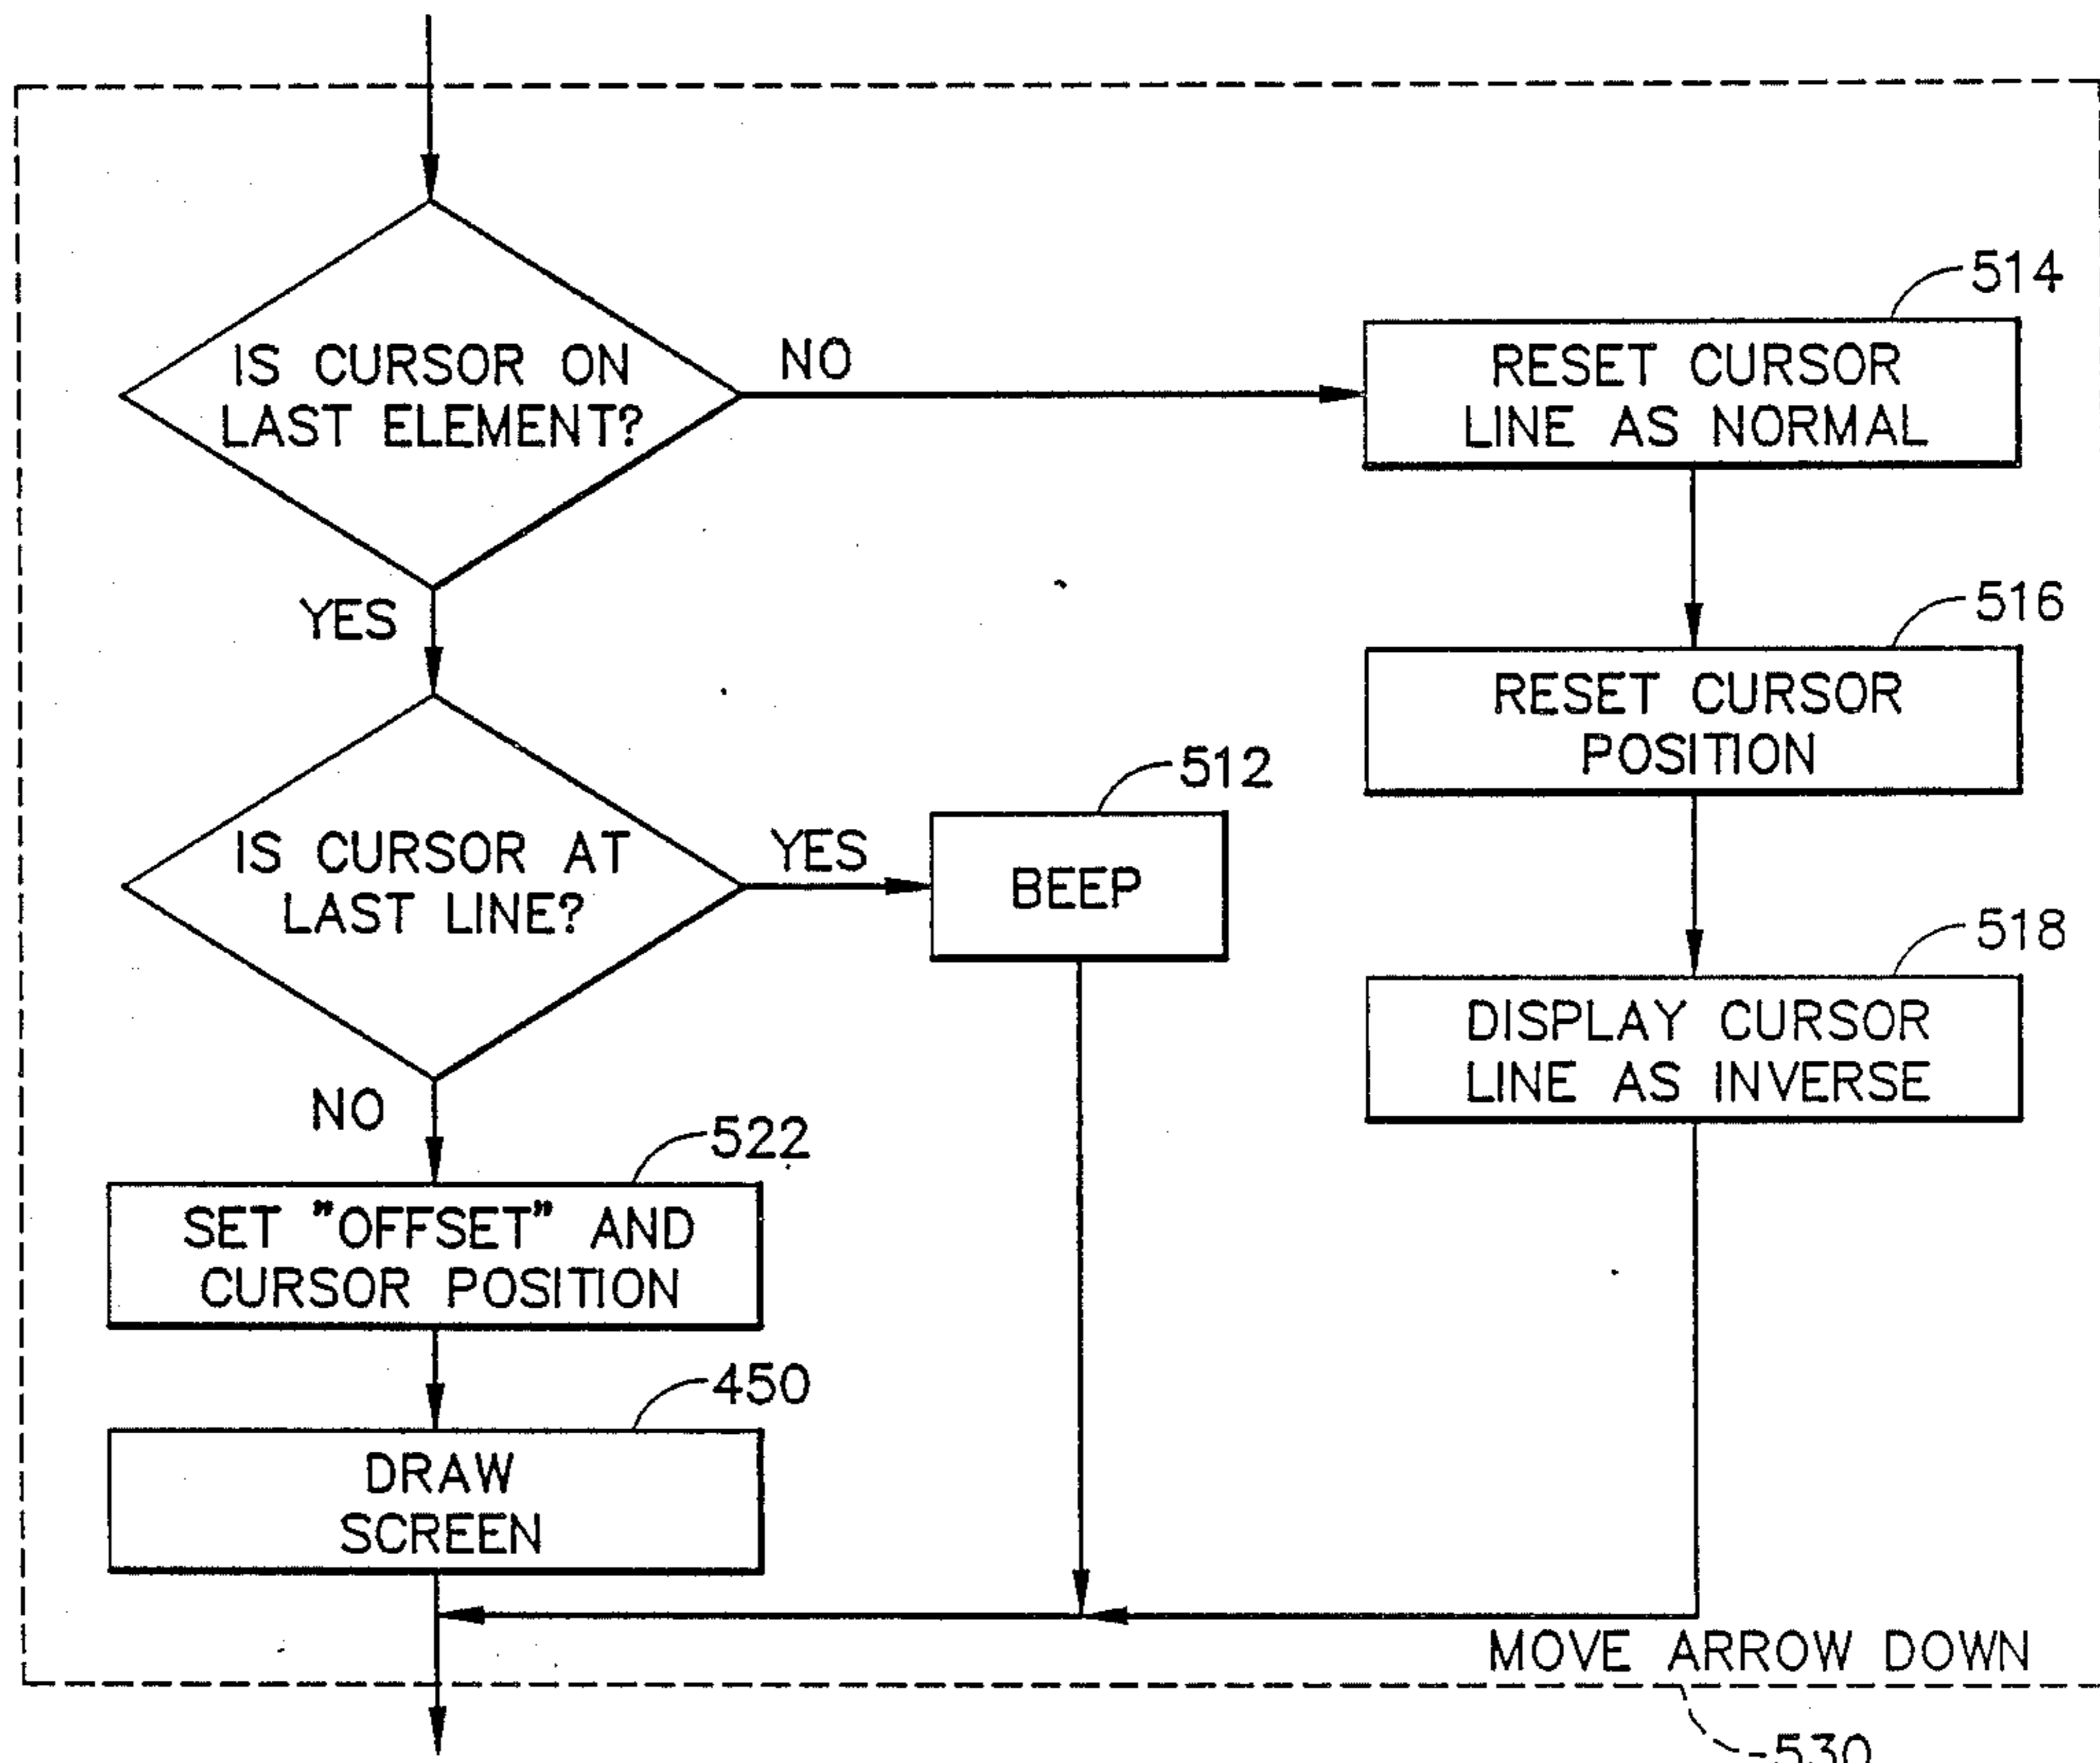 IS CURSOR ON
LAST ELEMENT?
NO
514
RESET CURSOR
LINE AS NORMAL
YES
516
RESET CURSOR
POSITION
IS CURSOR AT
LAST LINE?
YES
512
BEEP
518
DISPLAY CURSOR
LINE AS INVERSE
NO
522
SET "OFFSET" AND
CURSOR POSITION
450
DRAW
SCREEN
MOVE ARROW DOWN
530